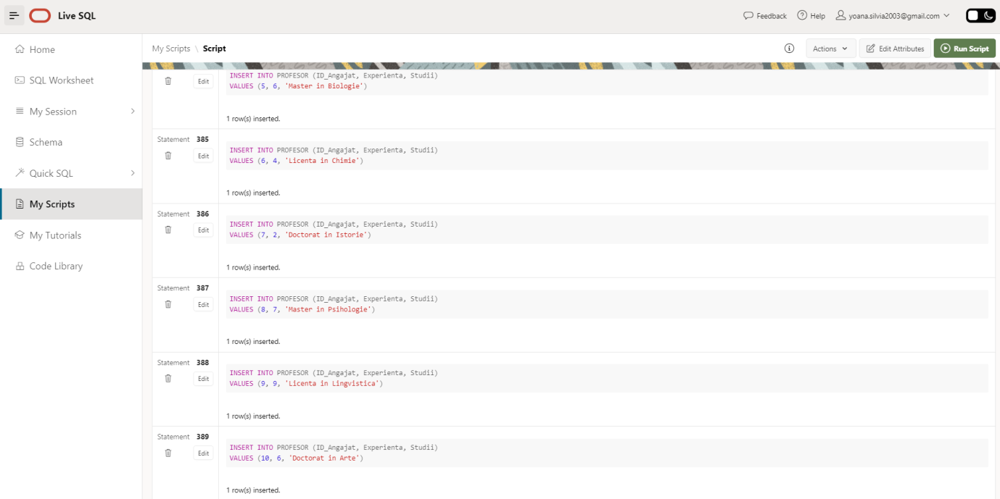 Live SQL
Feedback
Help
yoana.silvia2003@gmail.com
Home
SQL Worksheet
My Session
Schema
Quick SQL
My Scripts
My Tutorials
Code Library
My Scripts \ Script
Actions
Edit Attributes
Run Script
Edit
INSERT INTO PROFESOR (ID_Angajat, Experienta, Studii)
VALUES (5, 6, 'Master in Biologie')
1 row(s) inserted.
Statement 385
Edit
INSERT INTO PROFESOR (ID_Angajat, Experienta, Studii)
VALUES (6, 4, 'Licenta in Chimie')
1 row(s) inserted.
Statement 386
Edit
INSERT INTO PROFESOR (ID_Angajat, Experienta, Studii)
VALUES (7, 2, 'Doctorat in Istorie')
1 row(s) inserted.
Statement 387
Edit
INSERT INTO PROFESOR (ID_Angajat, Experienta, Studii)
VALUES (8, 7, 'Master in Psihologie')
1 row(s) inserted.
Statement 388
Edit
INSERT INTO PROFESOR (ID_Angajat, Experienta, Studii)
VALUES (9, 9, 'Licenta in Lingvistica')
1 row(s) inserted.
Statement 389
Edit
INSERT INTO PROFESOR (ID_Angajat, Experienta, Studii)
VALUES (10, 6, 'Doctorat in Arte')
1 row(s) inserted.